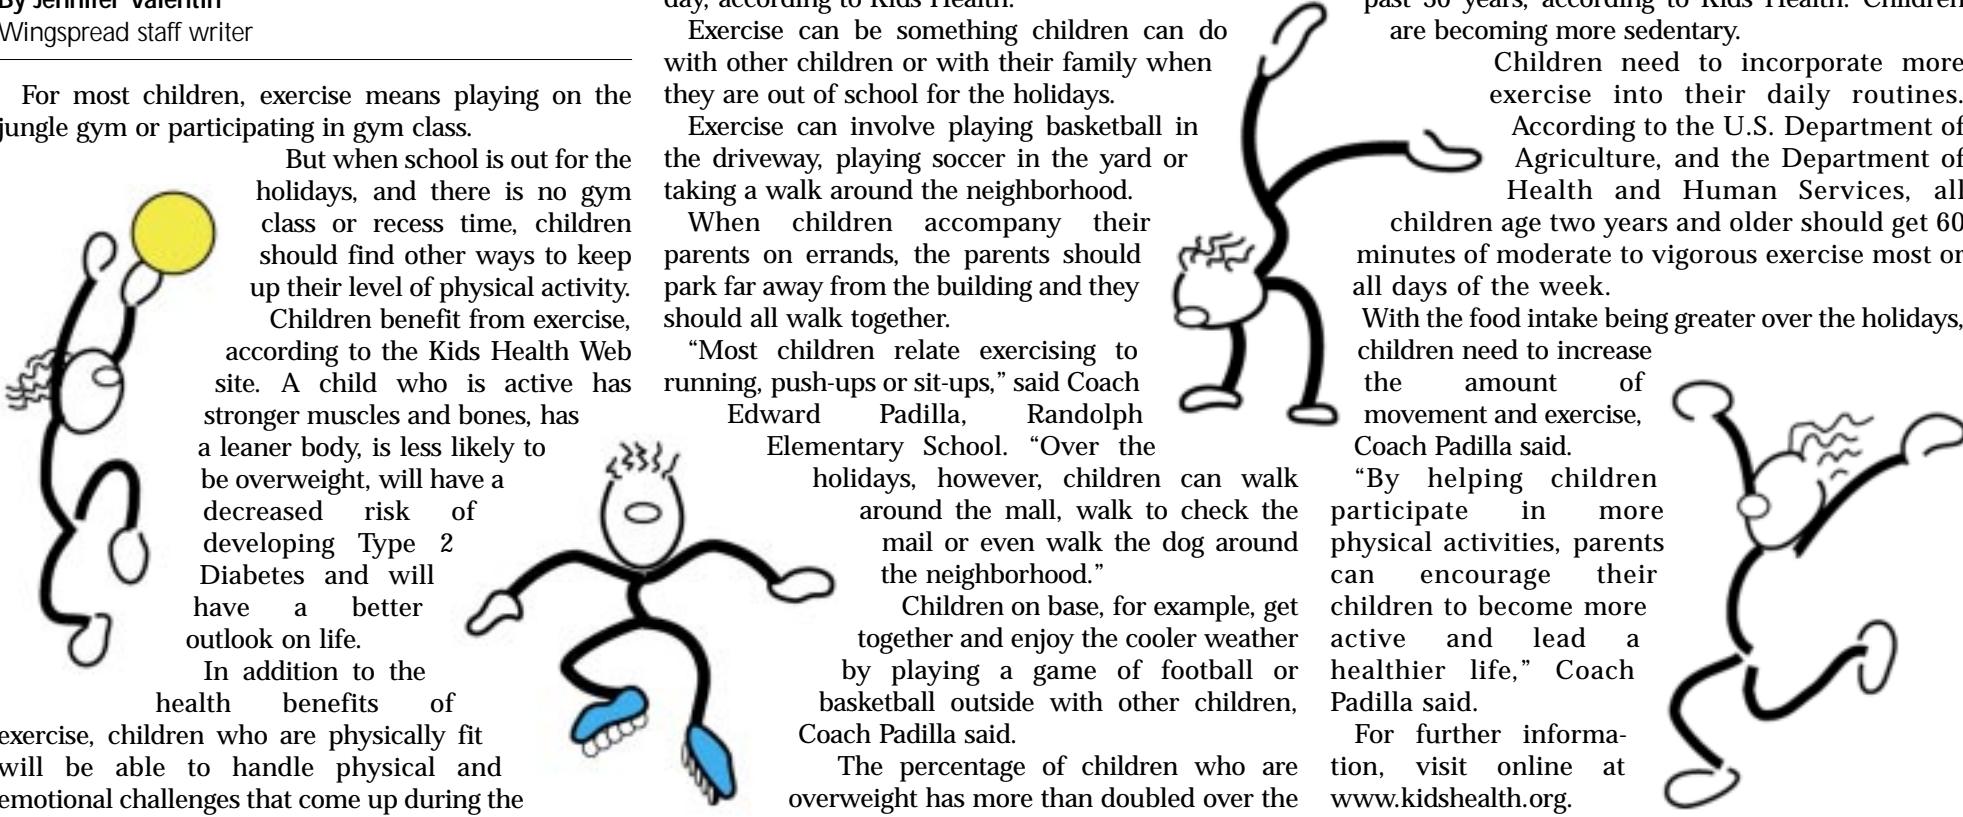 By Jennifer Valentin
Wingspread staff writer
For most children, exercise means playing on the
jungle gym or participating in gym class.
But when school is out for the
holidays, and there is no gym
class or recess time, children
should find other ways to keep
up their level of physical activity.
Children benefit from exercise,
according to the Kids Health Web
site. A child who is active has
stronger muscles and bones, has
a leaner body, is less likely to
be overweight, will have a
decreased risk of
developing Type 2
Diabetes and will
have a better
outlook on life.
In addition to the
health benefits of
exercise, children who are physically fit
will be able to handle physical and
emotional challenges that come up during the
day, according to Kids Health.
Exercise can be something children can do
with other children or with their family when
they are out of school for the holidays.
Exercise can involve playing basketball in
the driveway, playing soccer in the yard or
taking a walk around the neighborhood.
When children accompany their
parents on errands, the parents should
park far away from the building and they
should all walk together.
“Most children relate exercising to
running, push-ups or sit-ups,” said Coach
Edward Padilla, Randolph
Elementary School. “Over the
holidays, however, children can walk
around the mall, walk to check the
mail or even walk the dog around
the neighborhood.”
Children on base, for example, get
together and enjoy the cooler weather
by playing a game of football or
basketball outside with other children,
Coach Padilla said.
The percentage of children who are
overweight has more than doubled over the
past 30 years, according to Kids Health. Children
are becoming more sedentary.
Children need to incorporate more
exercise into their daily routines.
According to the U.S. Department of
Agriculture, and the Department of
Health and Human Services, all
children age two years and older should get 60
minutes of moderate to vigorous exercise most or
all days of the week.
With the food intake being greater over the holidays,
children need to increase
the amount of
movement and exercise,
Coach Padilla said.
“By helping children
participate in more
physical activities, parents
can encourage their
children to become more
active and lead a
healthier life,” Coach
Padilla said.
For further informa-
tion, visit online at
www.kidshealth.org.